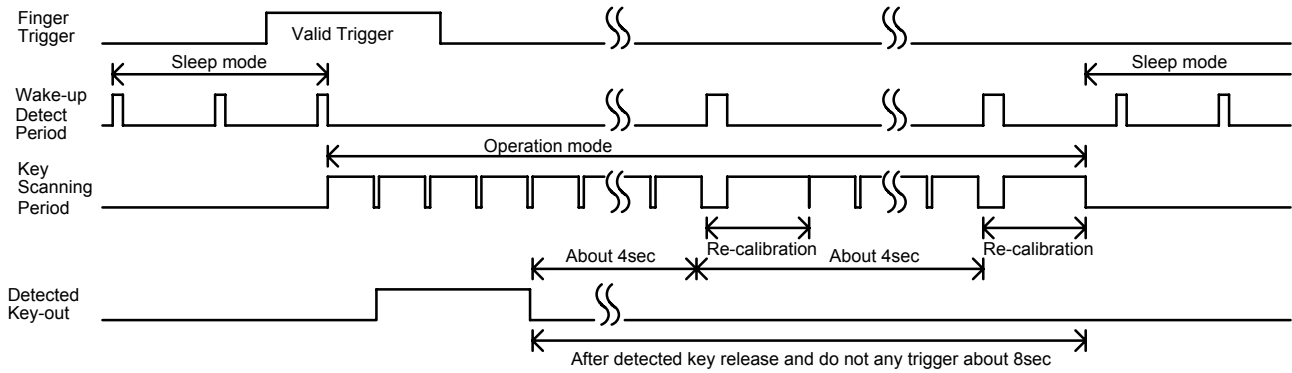 Finger
Trigger
Valid Trigger
Sleep mode
Sleep mode
Wake-up
Detect
Period
Operation mode
Key
Scanning
Period
Re-calibration
Re-calibration
About 4sec
About 4sec
Detected
Key-out
After detected key release and do not any trigger about 8sec